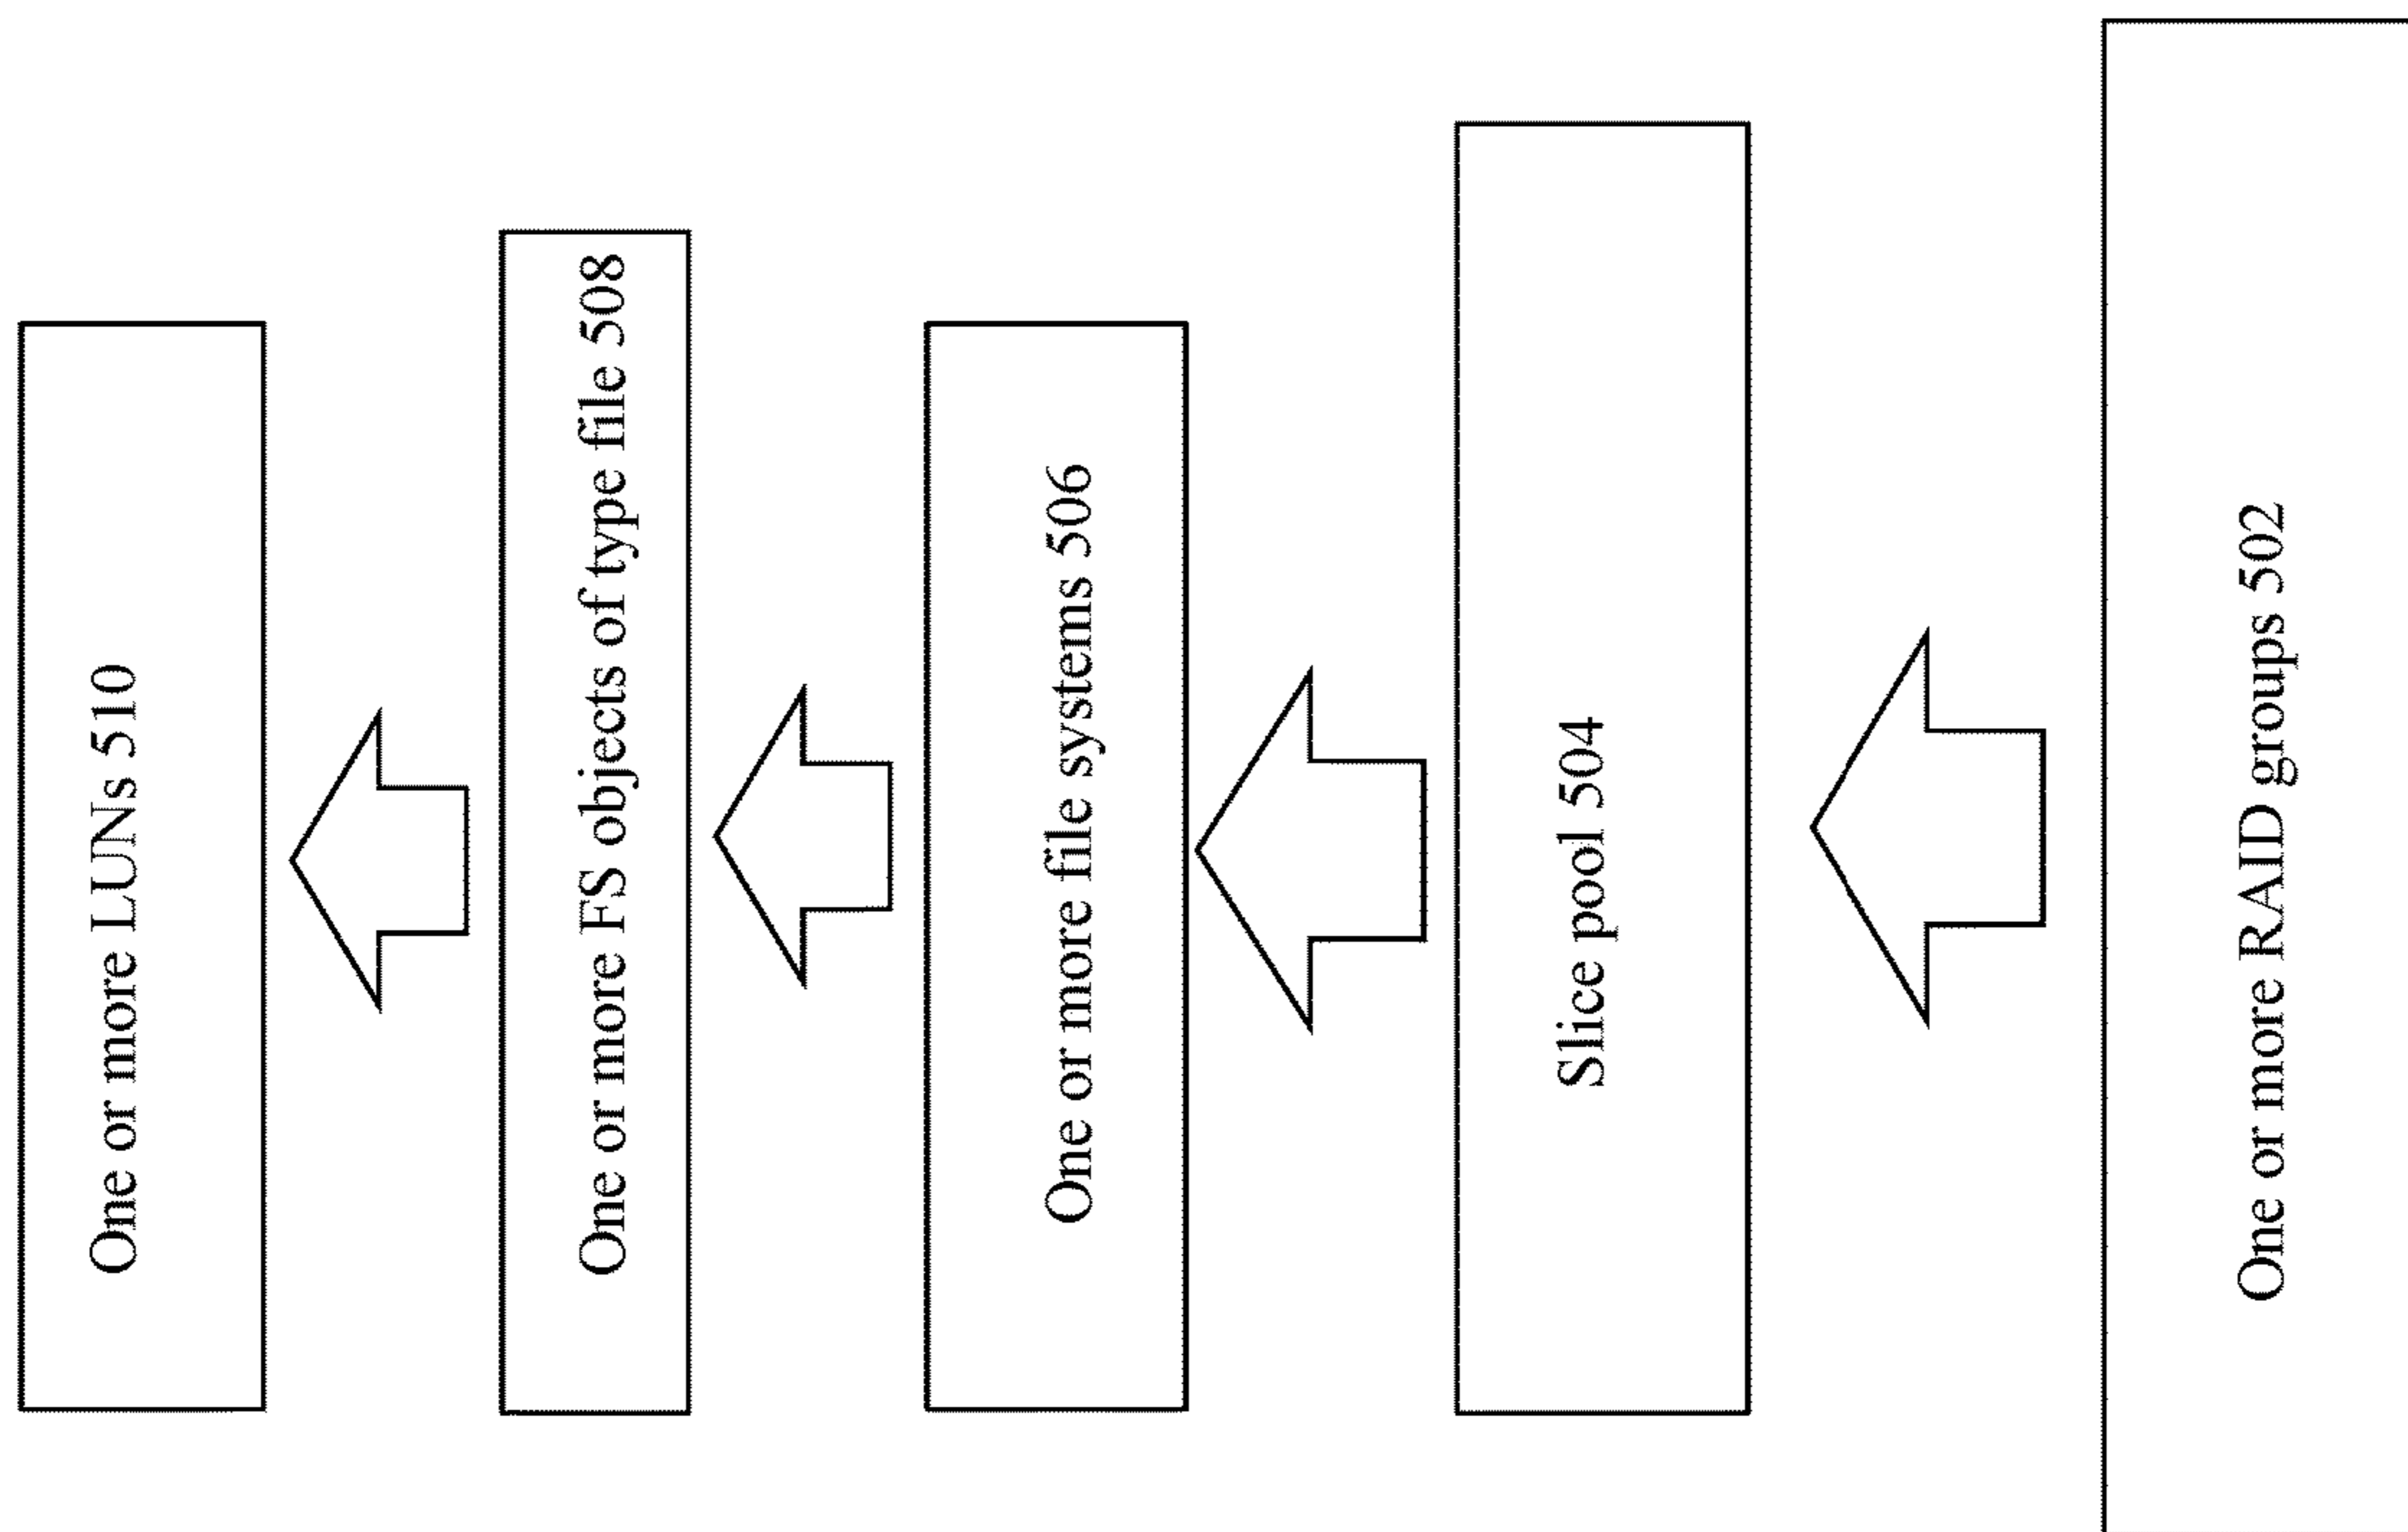 One or more LUNs 510
One or more FS objects of type file 508
One or more file systems 506
Slice pool 504
One or more RAID groups 502